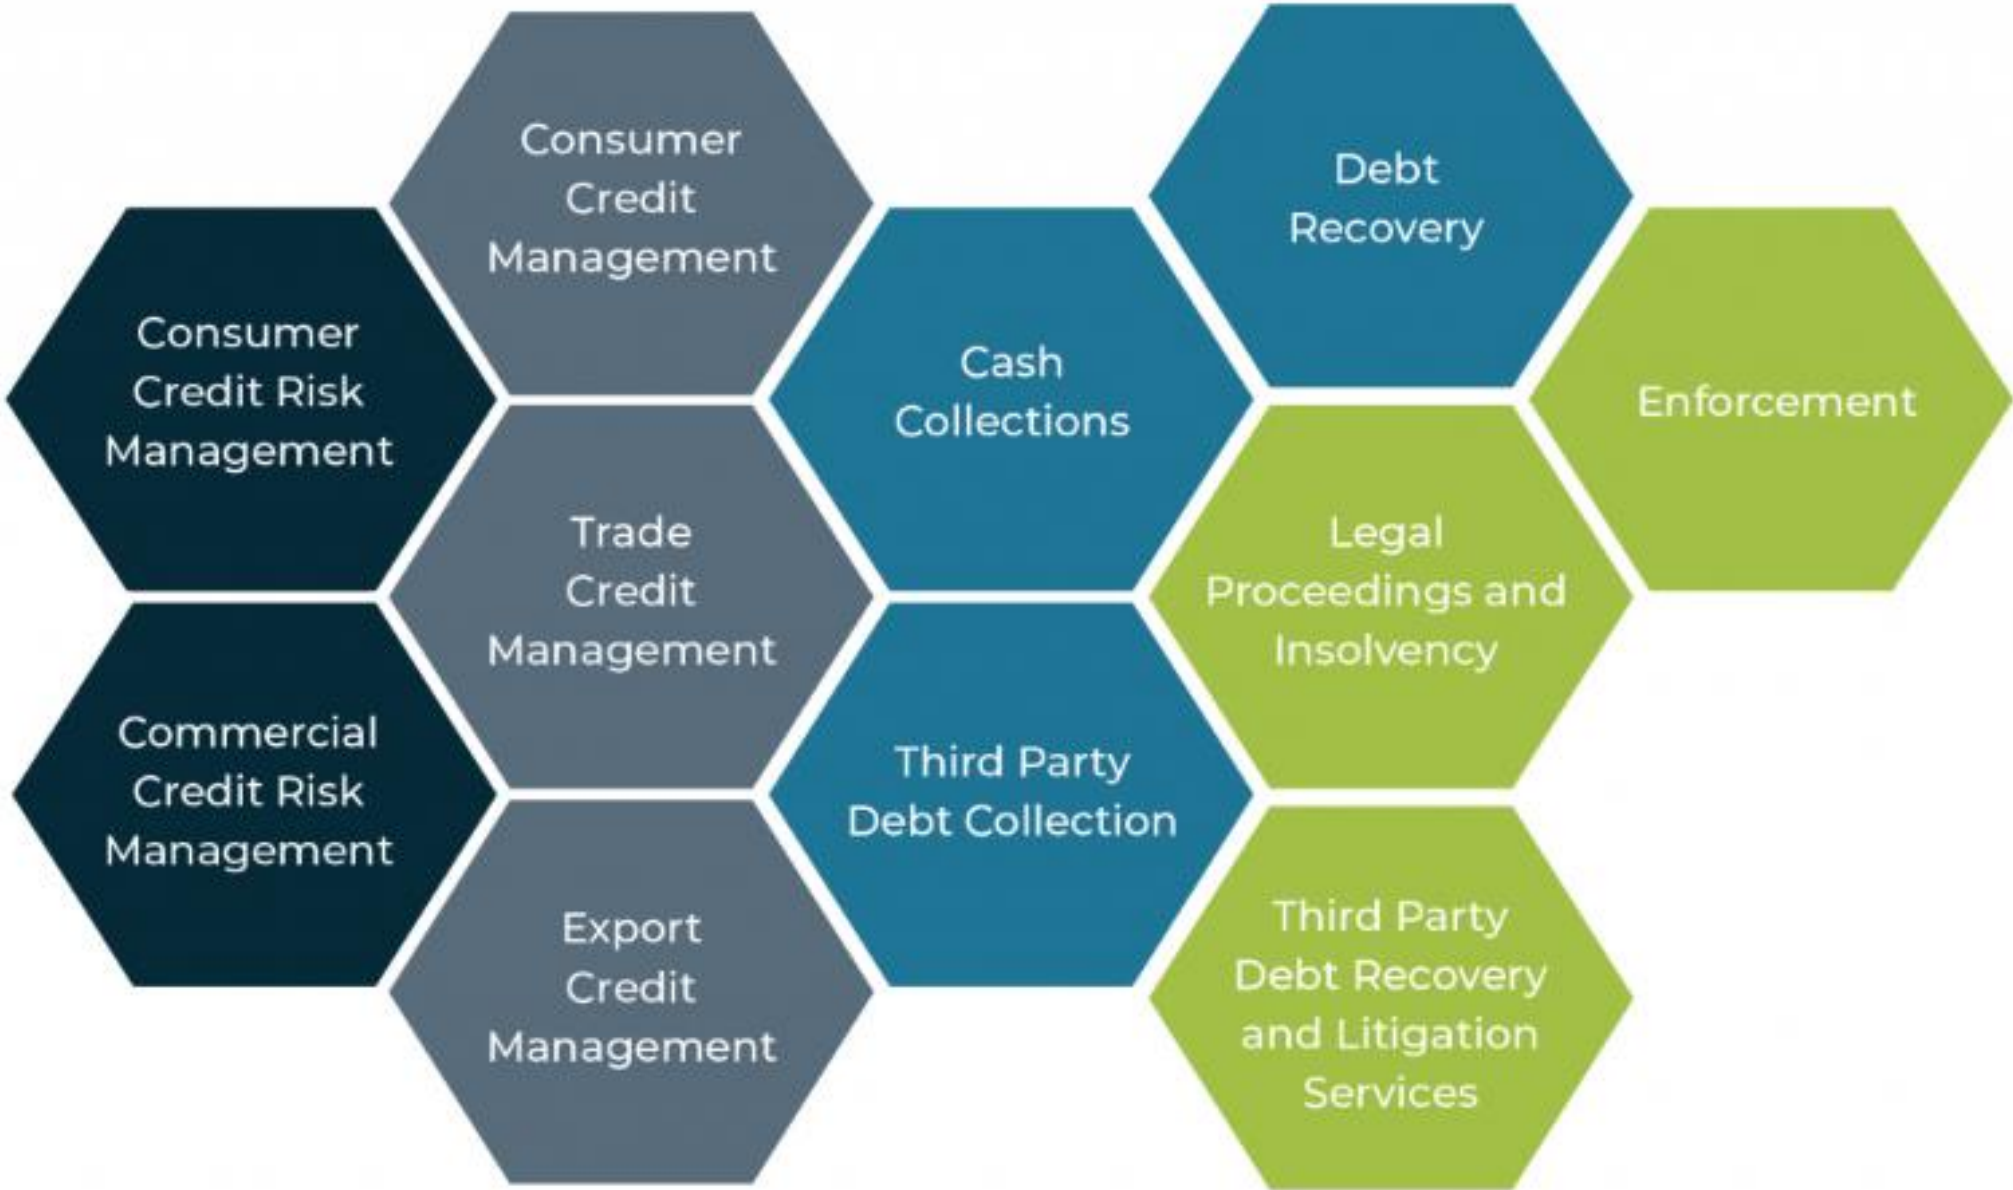 Consumer
Credit Risk
Management
Commercial
Credit Risk
Management
Consumer
Credit
Management
Trade
Credit
Management
Export
Credit
Management
Cash
Collections
Third Party
Debt Collection
Debt
Recovery
Legal
Proceedings and
Insolvency
Third Party
Debt Recovery
and Litigation
Services
Enforcement